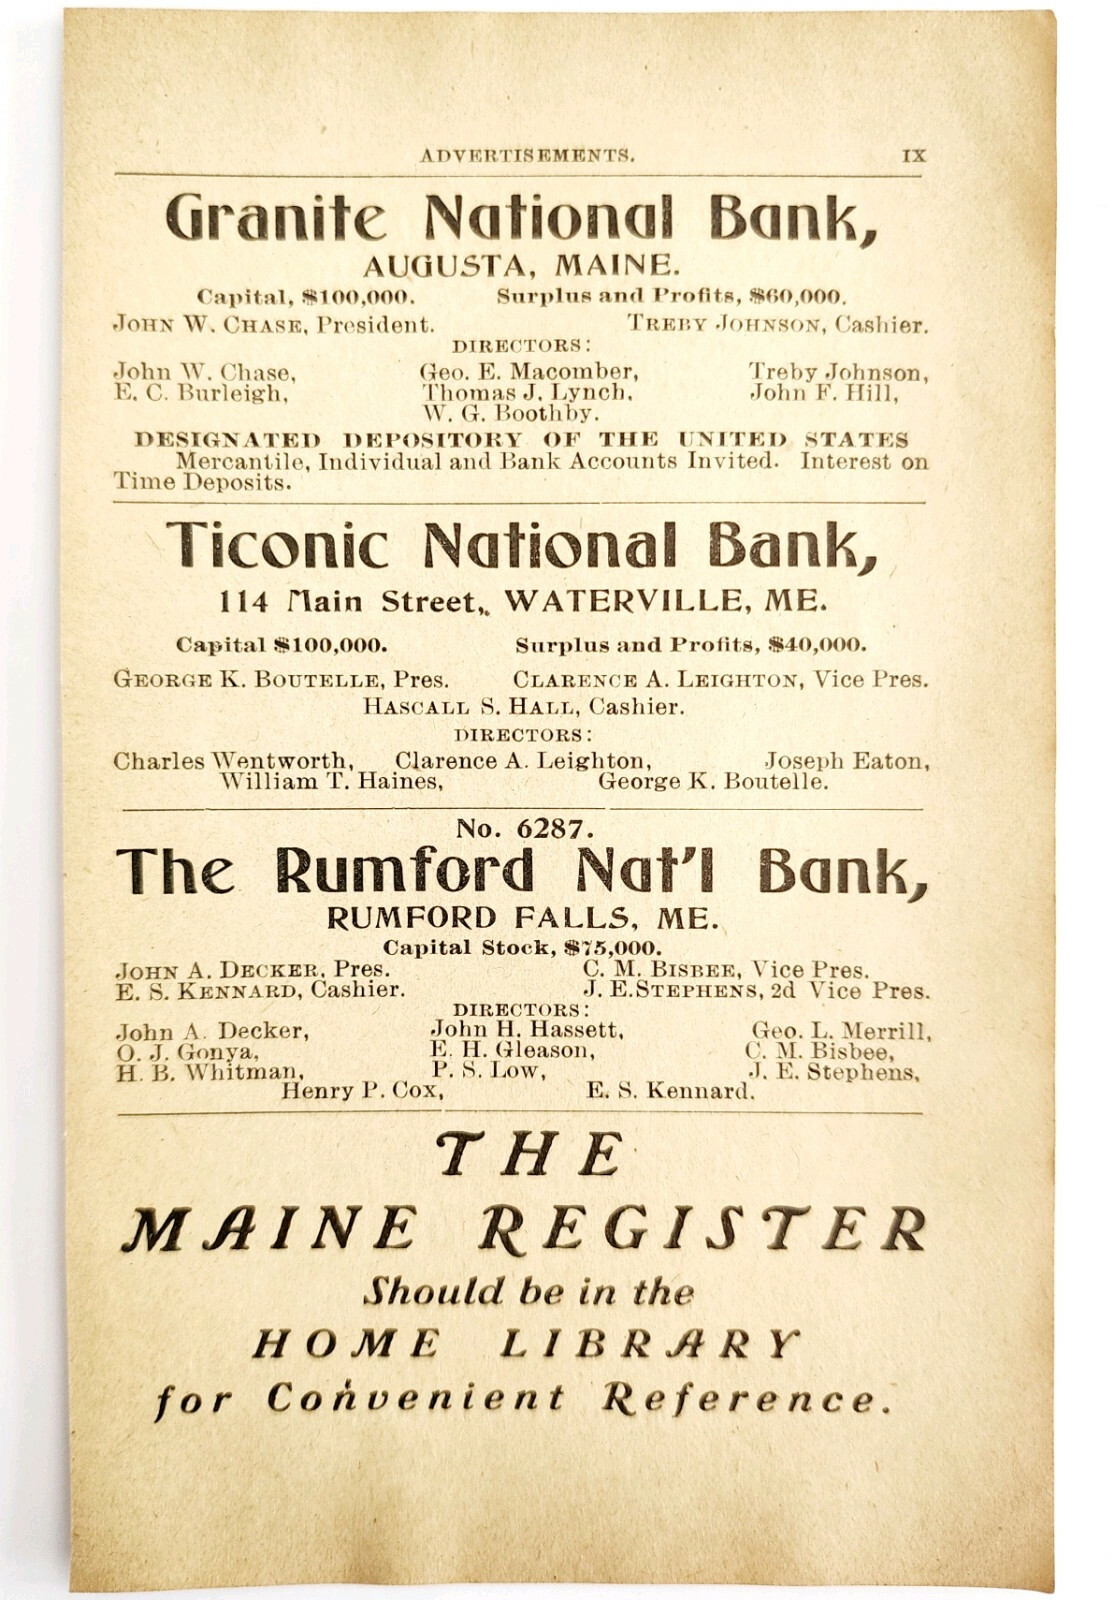 ADVERTISEMENTS. IX
Granite National Bank,
AUGUSTA, MAINE.
Capital, $100,000. Surplus and Profits, $60,000.
JOHN W. CHASE, President. TREBY JOHNSON, Cashier.
DIRECTORS:
John W. Chase, Geo. E. Macomber, Treby Johnson,
E. C. Burleigh, Thomas J. Lynch, John F. Hill,
W. G. Boothby.
DESIGNATED DEPOSITORY OF THE UNITED STATES
Mercantile, Individual and Bank Accounts Invited. Interest on
Time Deposits.
Ticonic National Bank,
114 Main Street, WATERVILLE, ME.
Capital $100,000. Surplus and Profits, $40,000.
GEORGE K. BOUTELLE, Pres. CLARENCE A. LEIGHTON, Vice Pres.
HASCALL S. HALL, Cashier.
DIRECTORS:
Charles Wentworth, Clarence A. Leighton, Joseph Eaton,
William T. Haines, George K. Boutelle.
No. 6287.
The Rumford Nat'l Bank,
RUMFORD FALLS, ME.
Capital Stock, $75,000.
JOHN A. DECKER, Pres. C. M. BISBEE, Vice Pres.
E. S. KENNARD, Cashier. J. E. STEPHENS, 2d Vice Pres.
DIRECTORS:
John A. Decker, John H. Hassett, Geo. L. Merrill,
O. J. Gonya, E. H. Gleason, C. M. Bisbee,
H. B. Whitman, P. S. Low, J. E. Stephens,
Henry P. Cox, E. S. Kennard.
THE
MAINE REGISTER
Should be in the
HOME LIBRARY
for Convenient Reference.